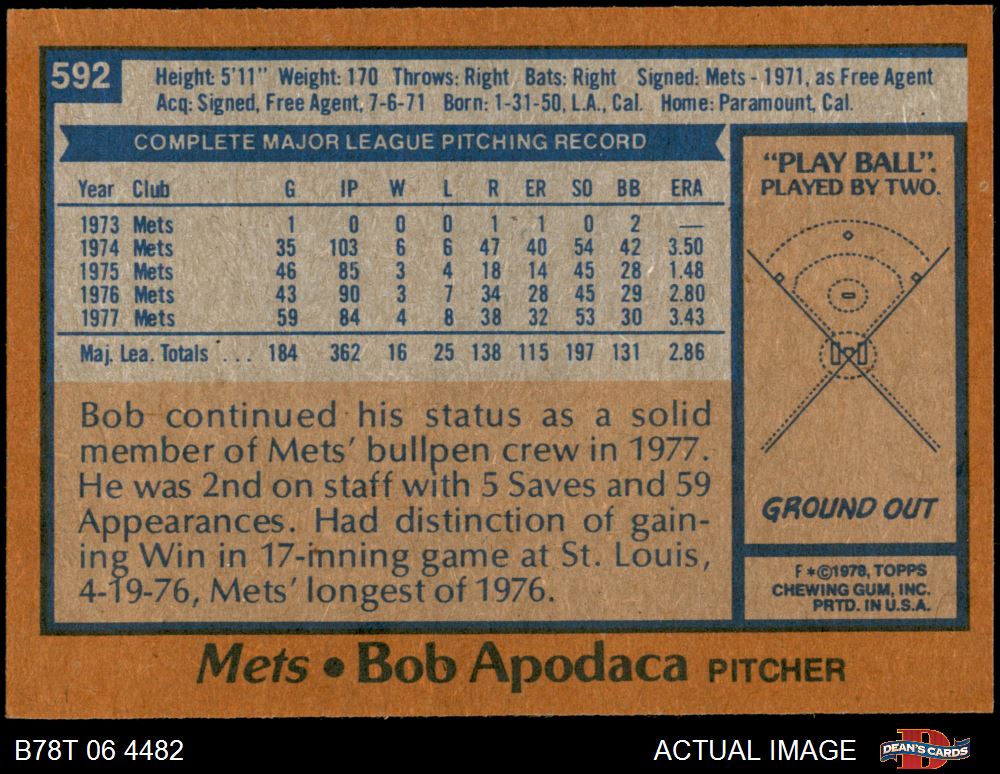 592
Height: 5'11" Weight: 170 Throws: Right Bats: Right Signed: Mets - 1971, as Free Agent
Acq: Signed, Free Agent, 7-6-71 Born: 1-31-50, L.A., Cal. Home: Paramount, Cal.
COMPLETE MAJOR LEAGUE PITCHING RECORD
Year Club G IP W L R ER SO BB ERA
1973 Mets 1 0 0 0 1 1 0 2 —
1974 Mets 35 103 6 6 47 40 54 42 3.50
1975 Mets 46 85 3 4 18 14 45 28 1.48
1976 Mets 43 90 3 7 34 28 45 29 2.80
1977 Mets 59 84 4 8 38 32 53 30 3.43
Maj. Lea. Totals . . . 184 362 16 25 138 115 197 131 2.86
Bob continued his status as a solid
member of Mets' bullpen crew in 1977.
He was 2nd on staff with 5 Saves and 59
Appearances. Had distinction of gain-
ing Win in 17-inning game at St. Louis,
4-19-76, Mets' longest of 1976.
"PLAY BALL".
PLAYED BY TWO.
GROUND OUT
F*©1978, TOPPS
CHEWING GUM, INC.
PRTD. IN U.S.A.
Mets • Bob Apodaca PITCHER
B78T 06 4482
ACTUAL IMAGE
DEAN'S CARDS